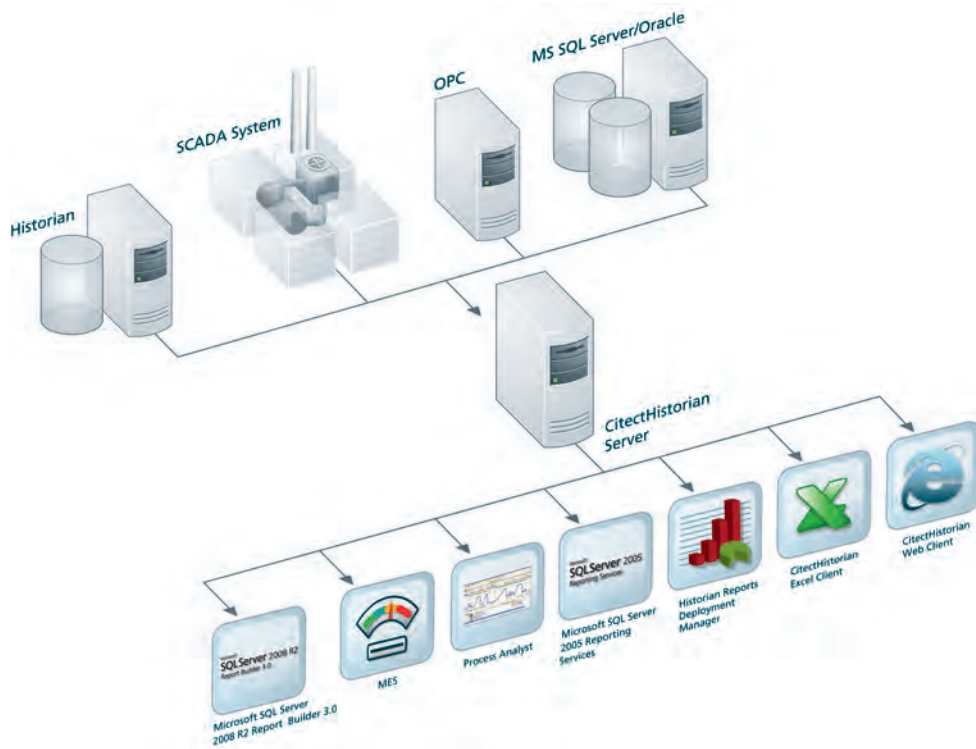 MS SQL Server/Oracle
OPC
SCADA System
Historian
CitectHistorian
Server
Microsoft
SQLServer 2008 R2
Report Builder 3.0
Microsoft SQL Server
2008 R2 Report Builder 3.0
MES
Process Analyst
Microsoft
SQLServer 2005
Reporting Services
Microsoft SQL Server
2005 Reporting
Services
Historian Reports
Deployment
Manager
CitectHistorian
Excel Client
CitectHistorian
Web Client